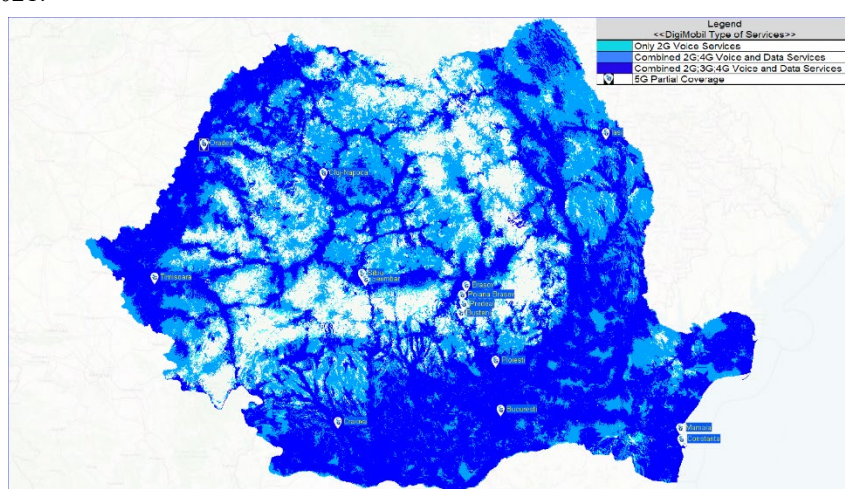 2021.
Legend
<<DigiMobil Type of Services>>
Only 2G Voice Services
Combined 2G;4G Voice and Data Services
Combined 2G;3G;4G Voice and Data Services
5G Partial Coverage
Iasi
Oradea
Cluj-Napoca
Sibiu
Timisoara
Brasov
Poiana Brasov
Predeal
Busteni
Ploiesti
Bucuresti
Craiova
Mamaia
Constanta